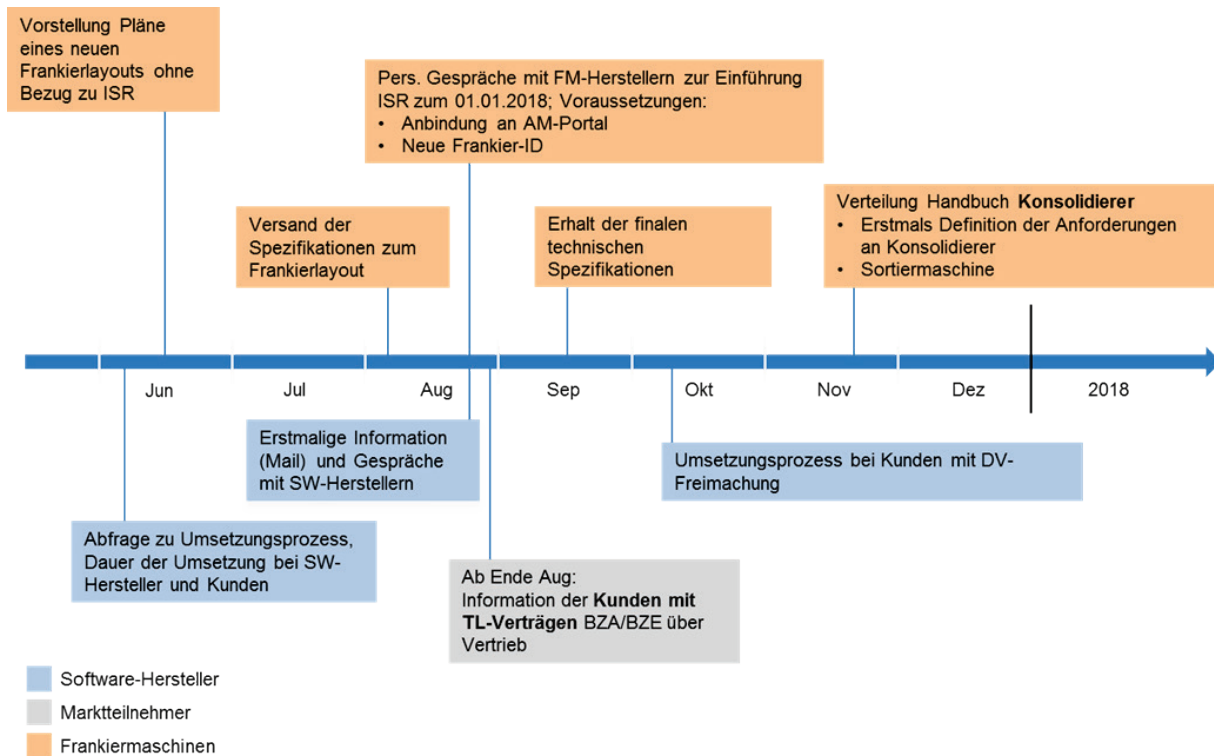 Vorstellung Pläne
eines neuen
Frankierlayouts ohne
Bezug zu ISR
Pers. Gespräche mit FM-Herstellern zur Einführung
ISR zum 01.01.2018; Voraussetzungen:
• Anbindung an AM-Portal
• Neue Frankier-ID
Versand der
Spezifikationen zum
Frankierlayout
Erhalt der finalen
technischen
Spezifikationen
Verteilung Handbuch Konsolidierer
• Erstmals Definition der Anforderungen
an Konsolidierer
• Sortiermaschine
Jun Jul Aug Sep Okt Nov Dez 2018
Erstmalige Information
(Mail) und Gespräche
mit SW-Herstellern
Umsetzungsprozess bei Kunden mit DV-
Freimachung
Abfrage zu Umsetzungsprozess,
Dauer der Umsetzung bei SW-
Hersteller und Kunden
Ab Ende Aug:
Information der Kunden mit
TL-Verträgen BZA/BZE über
Vertrieb
Software-Hersteller
Marktteilnehmer
Frankiermaschinen